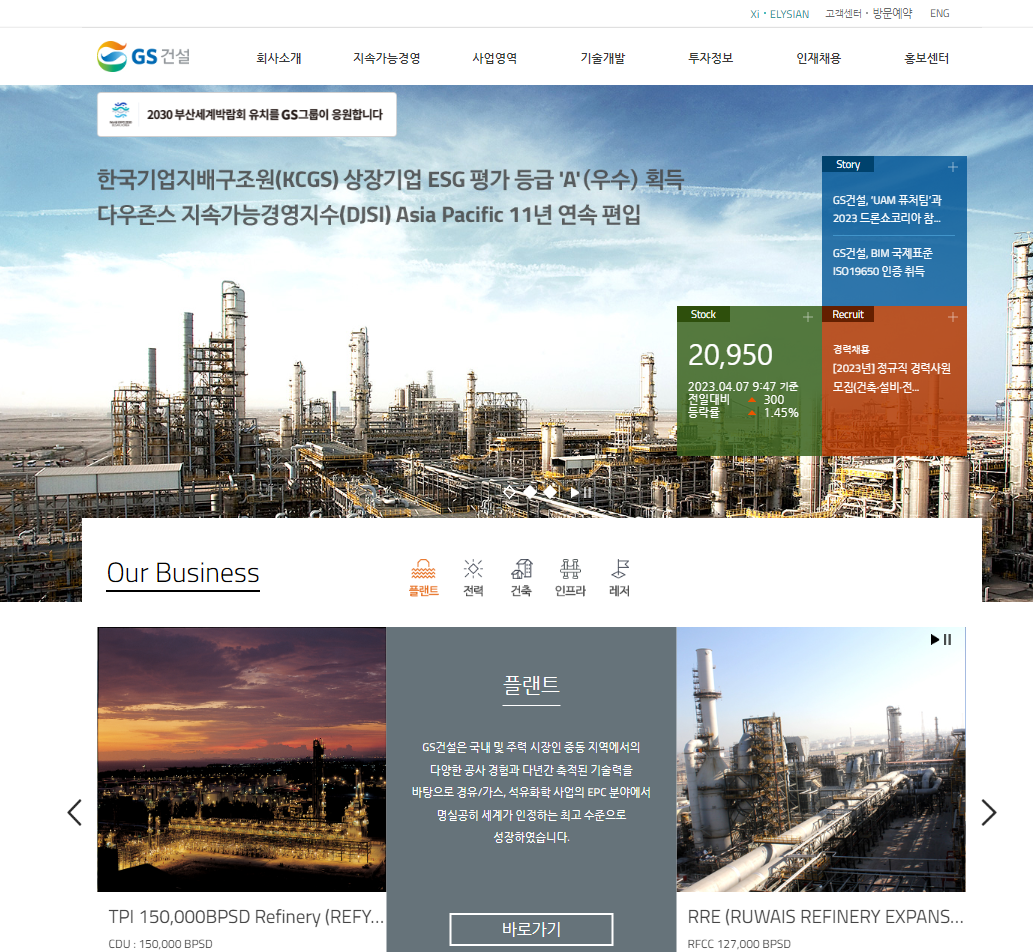 Xi · ELYSIAN 고객센터 · 방문예약 ENG
GS건설 회사소개 지속가능경영 사업영역 기술개발 투자정보 인재채용 홍보센터
2030 부산세계박람회 유치를 GS그룹이 응원합니다
한국기업지배구조원(KCGS) 상장기업 ESG 평가 등급 'A'(우수) 획득
다우존스 지속가능경영지수(DJSI) Asia Pacific 11년 연속 편입
Story
GS건설, ‘UAM 퓨처팀’과
2023 드론쇼코리아 참...
GS건설, BIM 국제표준
ISO19650 인증 취득
Stock
20,950
2023.04.07 9:47 기준
전일대비 ▲ 300
등락률 ▲ 1.45%
Recruit
경력채용
[2023년] 정규직 경력사원
모집(건축·설비·전...
Our Business
플랜트 전력 건축 인프라 레저
플랜트
GS건설은 국내 및 주력 시장인 중동 지역에서의
다양한 공사 경험과 다년간 축적된 기술력을
바탕으로 경유/가스, 석유화학 사업의 EPC 분야에서
명실공히 세계가 인정하는 최고 수준으로
성장하였습니다.
바로가기
TPI 150,000BPSD Refinery (REFY...
CDU : 150,000 BPSD
RRE (RUWAIS REFINERY EXPANS...
RFCC 127,000 BPSD